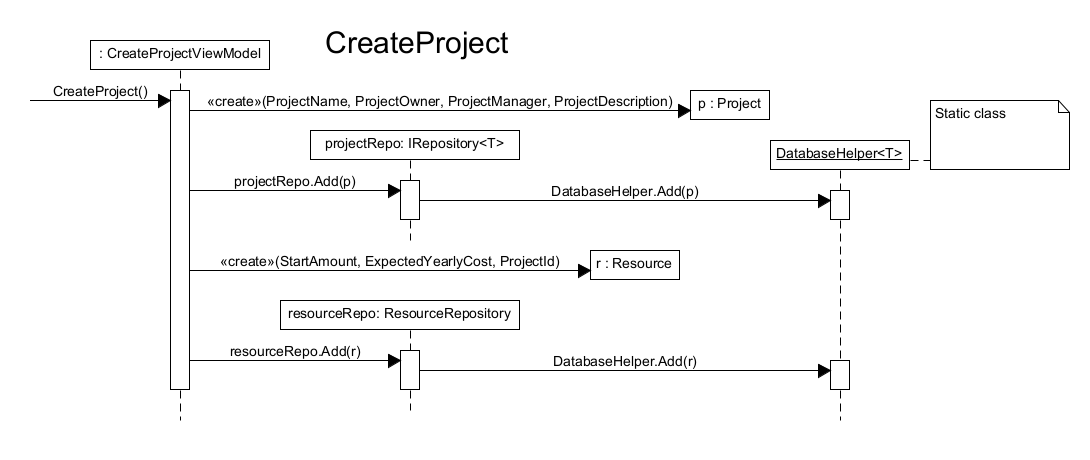 CreateProject
: CreateProjectViewModel
CreateProject()
«create»(ProjectName, ProjectOwner, ProjectManager, ProjectDescription)
p : Project
Static class
projectRepo: IRepository<T>
DatabaseHelper<T>
projectRepo.Add(p)
DatabaseHelper.Add(p)
«create»(StartAmount, ExpectedYearlyCost, ProjectId)
r : Resource
resourceRepo: ResourceRepository
resourceRepo.Add(r)
DatabaseHelper.Add(r)